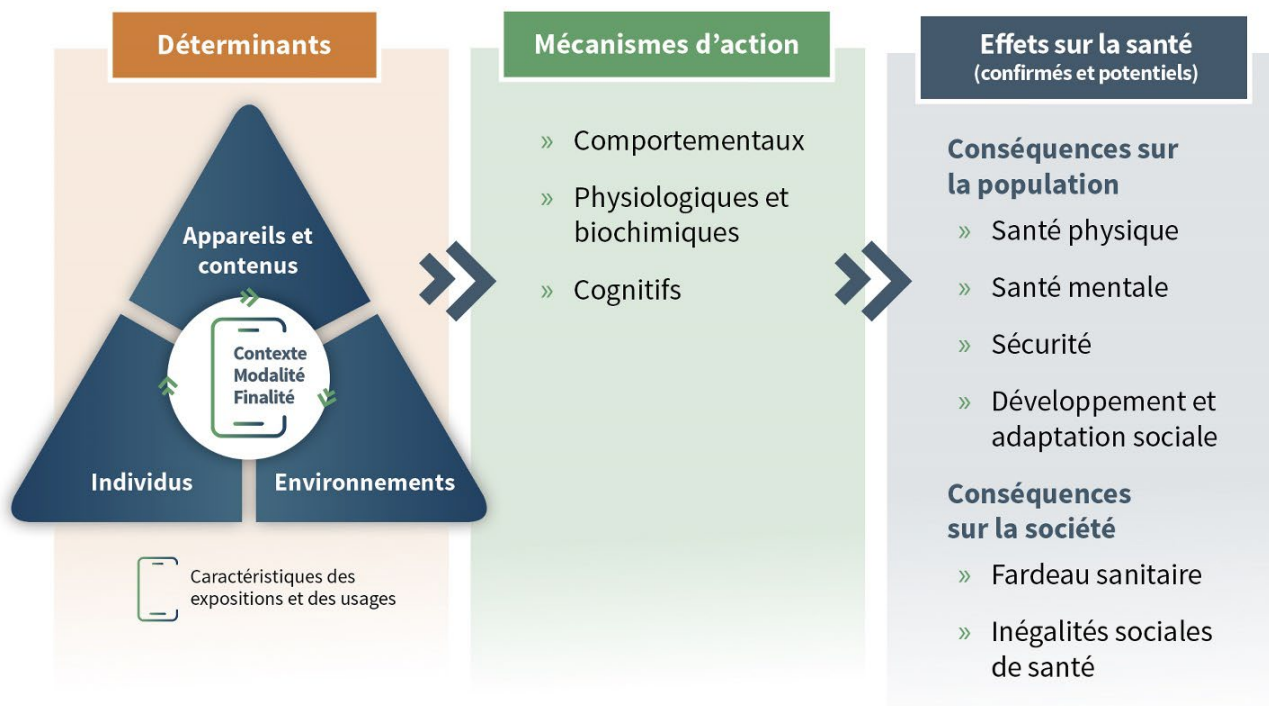 Déterminants
Appareils et
contenus
Contexte
Modalité
Finalité
Individus
Environnements
Caractéristiques des
expositions et des usages
Mécanismes d’action
» Comportementaux
» Physiologiques et
biochimiques
» Cognitifs
Effets sur la santé
(confirmés et potentiels)
Conséquences sur
la population
» Santé physique
» Santé mentale
» Sécurité
» Développement et
adaptation sociale
Conséquences
sur la société
» Fardeau sanitaire
» Inégalités sociales
de santé